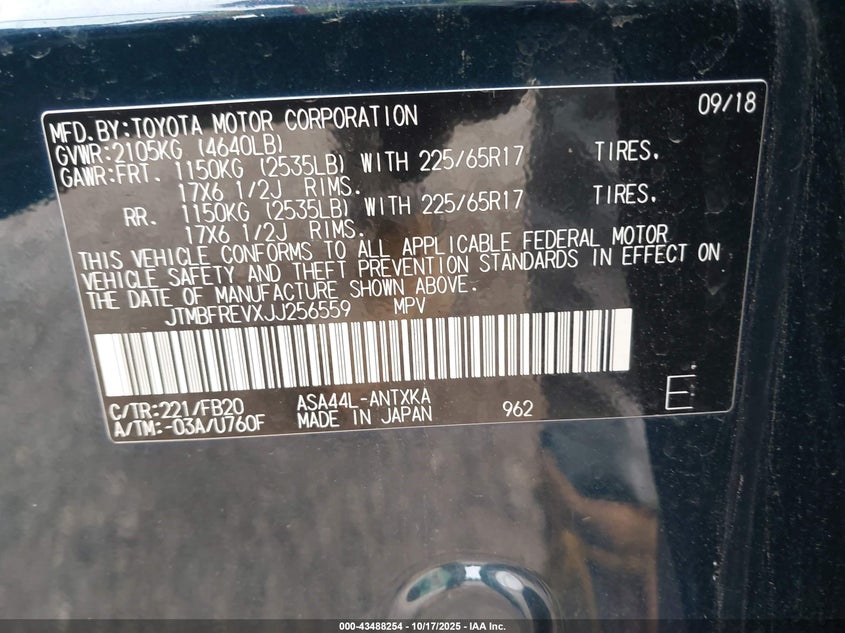 09/18
MFD.BY:TOYOTA MOTOR CORPORATION
GVWR:2105KG (4640LB)
GAWR:FRT. 1150KG (2535LB) WITH 225/65R17 TIRES.
17X6 1/2J RIMS.
RR. 1150KG (2535LB) WITH 225/65R17 TIRES.
17X6 1/2J RIMS.
THIS VEHICLE CONFORMS TO ALL APPLICABLE FEDERAL MOTOR
VEHICLE SAFETY AND THEFT PREVENTION STANDARDS IN EFFECT ON
THE DATE OF MANUFACTURE SHOWN ABOVE.
JTMBFREVXJJ256559 MPV
C/TR:221/FB20 ASA44L-ANTXKA
A/TM:-03A/U760F MADE IN JAPAN 962 E
000-43488254 | 10/17/2025 - IAA Inc.